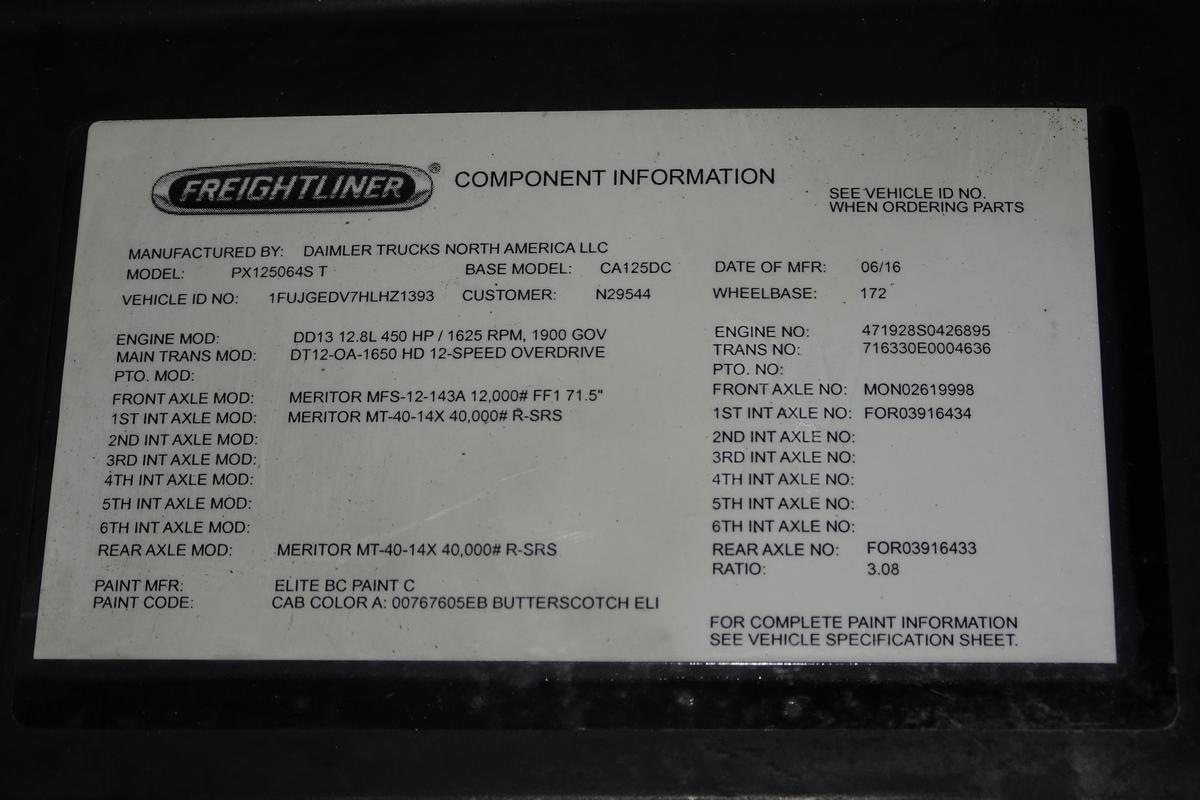 FREIGHTLINER® COMPONENT INFORMATION
SEE VEHICLE ID NO.
WHEN ORDERING PARTS
MANUFACTURED BY: DAIMLER TRUCKS NORTH AMERICA LLC
MODEL: PX125064S T BASE MODEL: CA125DC DATE OF MFR: 06/16
VEHICLE ID NO: 1FUJGEDV7HLHZ1393 CUSTOMER: N29544 WHEELBASE: 172
ENGINE MOD: DD13 12.8L 450 HP / 1625 RPM, 1900 GOV ENGINE NO: 471928S0426895
MAIN TRANS MOD: DT12-OA-1650 HD 12-SPEED OVERDRIVE TRANS NO: 716330E0004636
PTO. MOD: PTO. NO:
FRONT AXLE MOD: MERITOR MFS-12-143A 12,000# FF1 71.5" FRONT AXLE NO: MON02619998
1ST INT AXLE MOD: MERITOR MT-40-14X 40,000# R-SRS 1ST INT AXLE NO: FOR03916434
2ND INT AXLE MOD: 2ND INT AXLE NO:
3RD INT AXLE MOD: 3RD INT AXLE NO:
4TH INT AXLE MOD: 4TH INT AXLE NO:
5TH INT AXLE MOD: 5TH INT AXLE NO:
6TH INT AXLE MOD: 6TH INT AXLE NO:
REAR AXLE MOD: MERITOR MT-40-14X 40,000# R-SRS REAR AXLE NO: FOR03916433
RATIO: 3.08
PAINT MFR: ELITE BC PAINT C
PAINT CODE: CAB COLOR A: 00767605EB BUTTERSCOTCH ELI
FOR COMPLETE PAINT INFORMATION
SEE VEHICLE SPECIFICATION SHEET.